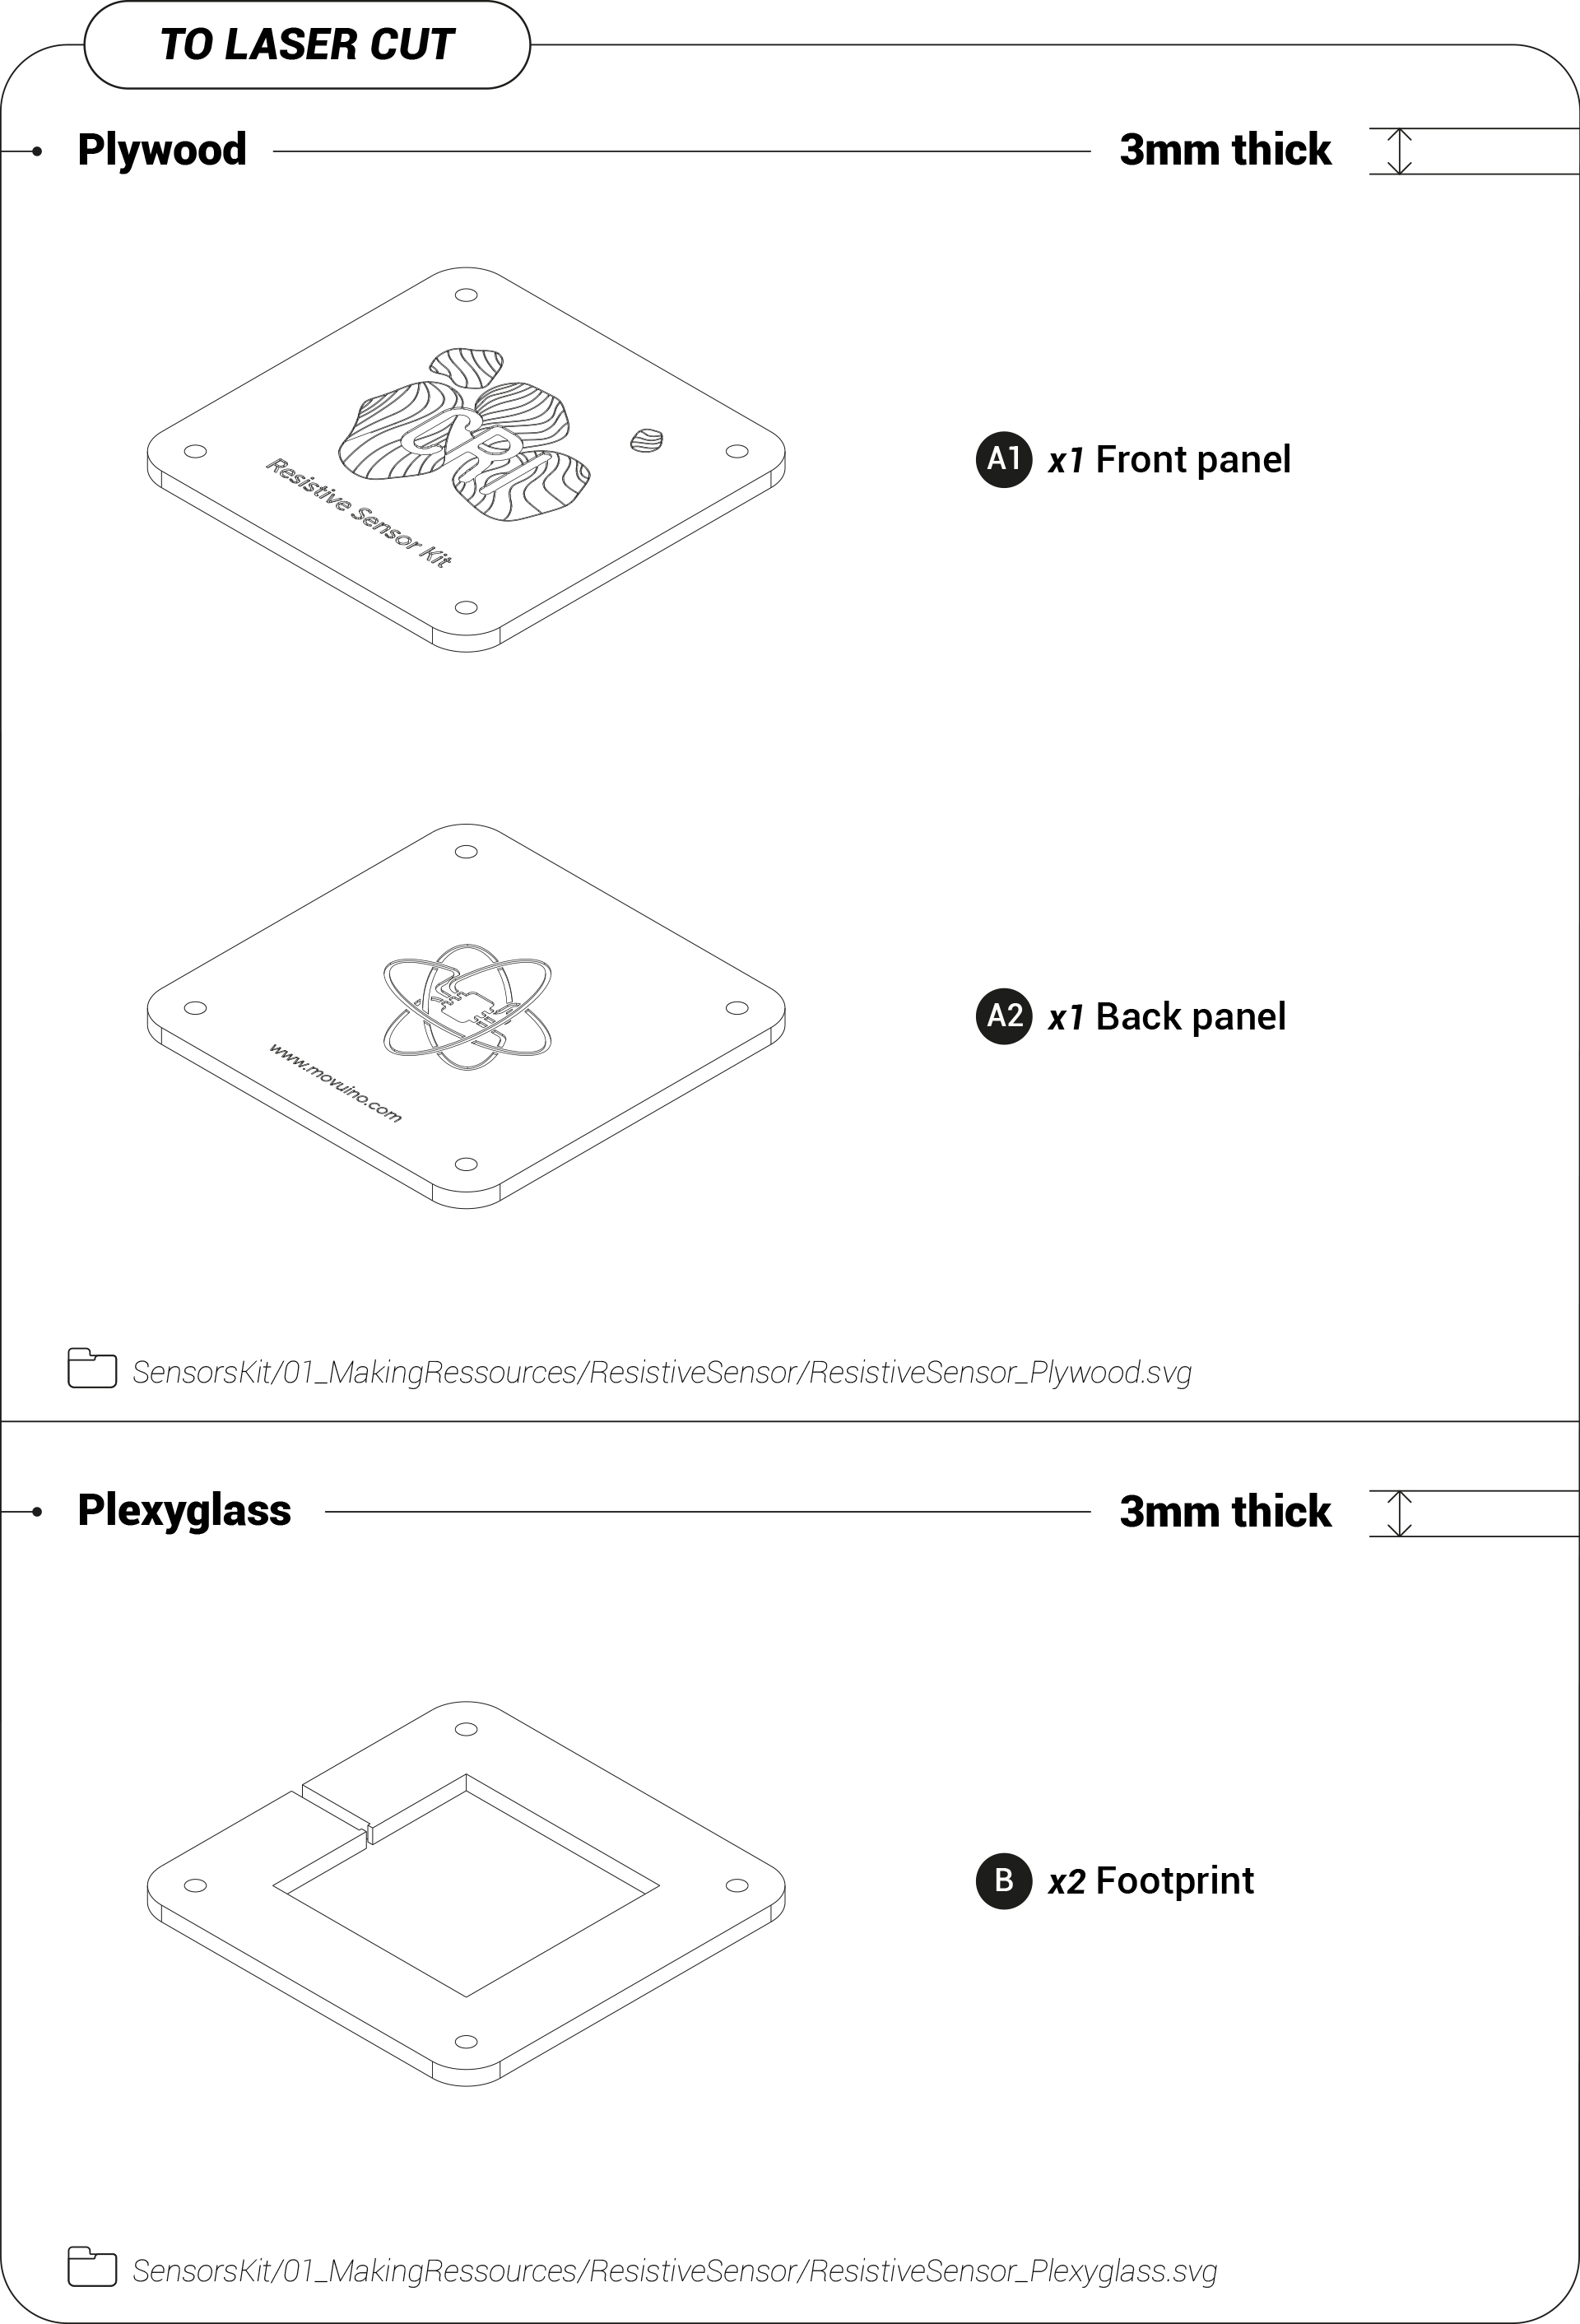 TO LASER CUT
Plywood 3mm thick
CRI
Resistive Sensor Kit
A1 x1 Front panel
www.movuino.com
A2 x1 Back panel
SensorsKit/01_MakingRessources/ResistiveSensor/ResistiveSensor_Plywood.svg
Plexyglass 3mm thick
B x2 Footprint
SensorsKit/01_MakingRessources/ResistiveSensor/ResistiveSensor_Plexyglass.svg